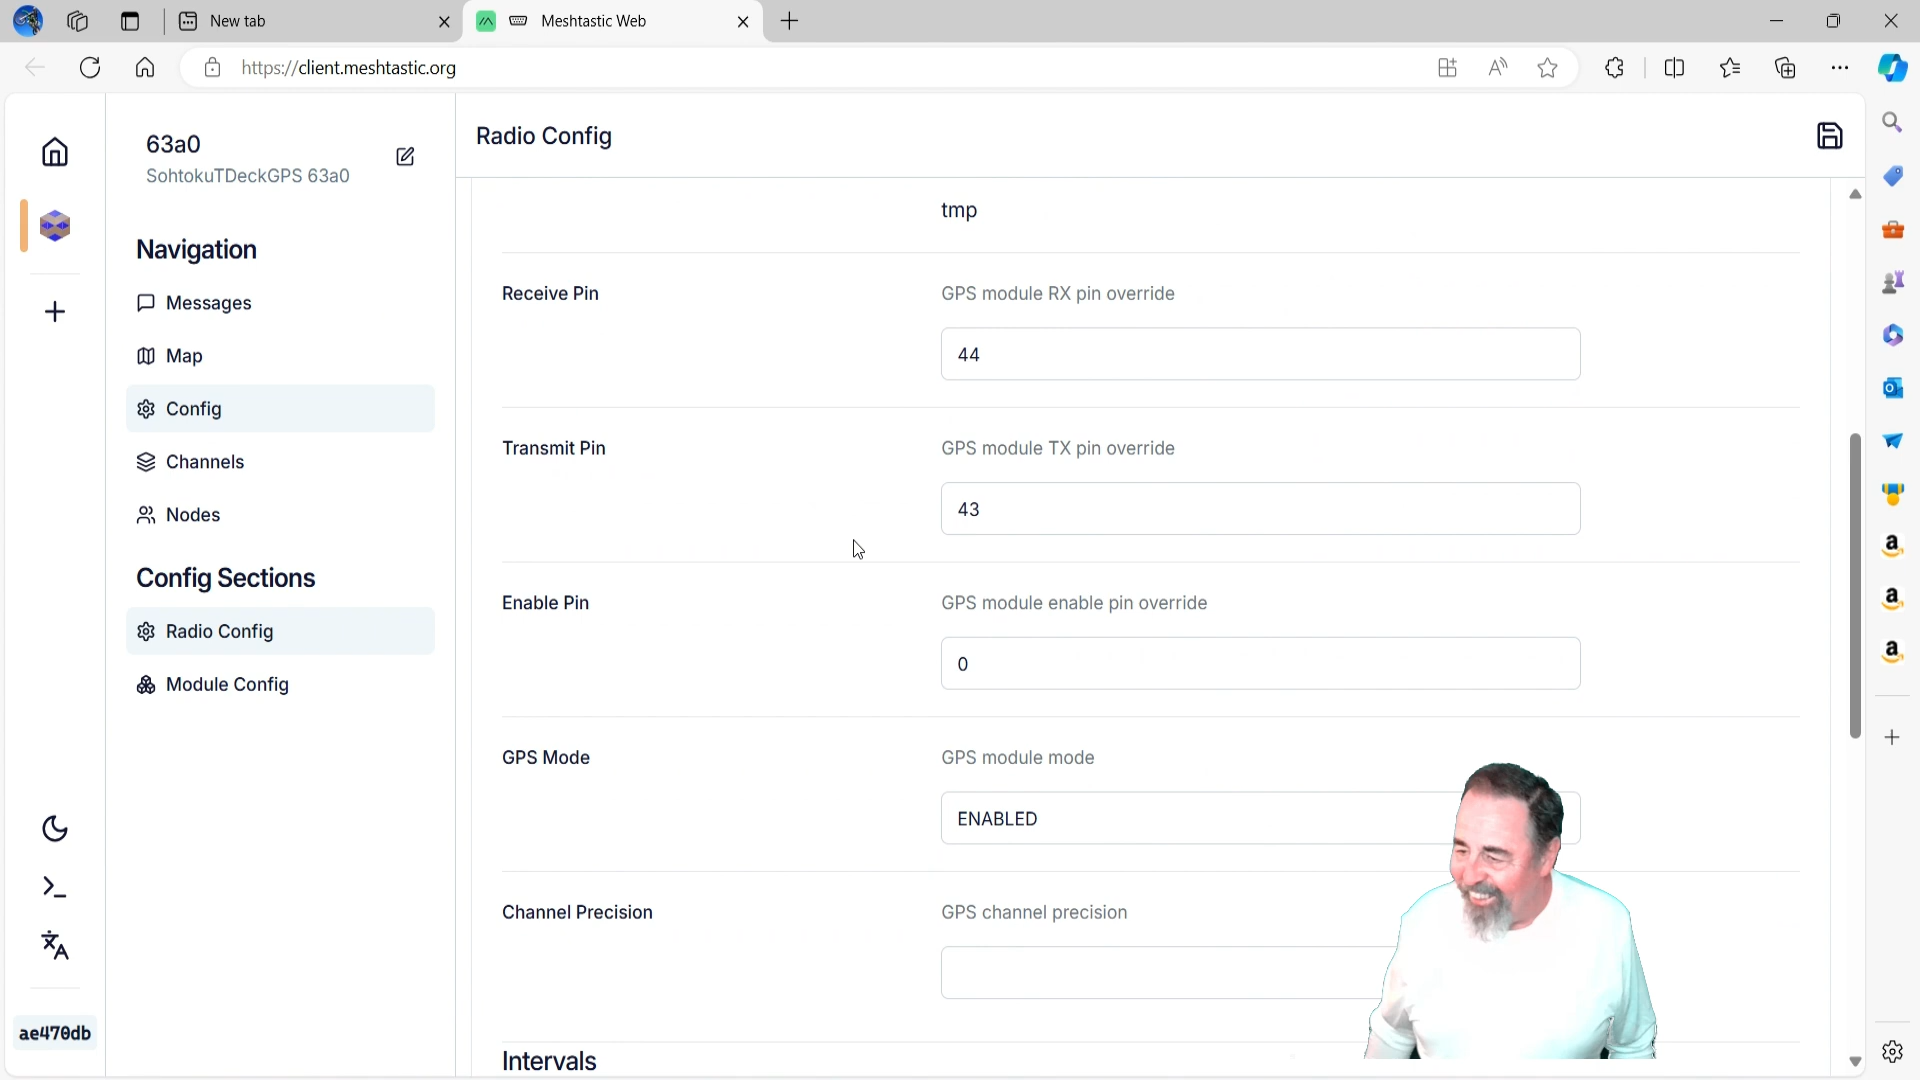 New tab
Meshtastic Web
https://client.meshtastic.org
63a0
SohtokuTDeckGPS 63a0
Navigation
Messages
Map
Config
Channels
Nodes
Config Sections
Radio Config
Module Config
ae470db
Radio Config
tmp
Receive Pin
GPS module RX pin override
44
Transmit Pin
GPS module TX pin override
43
Enable Pin
GPS module enable pin override
0
GPS Mode
GPS module mode
ENABLED
Channel Precision
GPS channel precision
Intervals